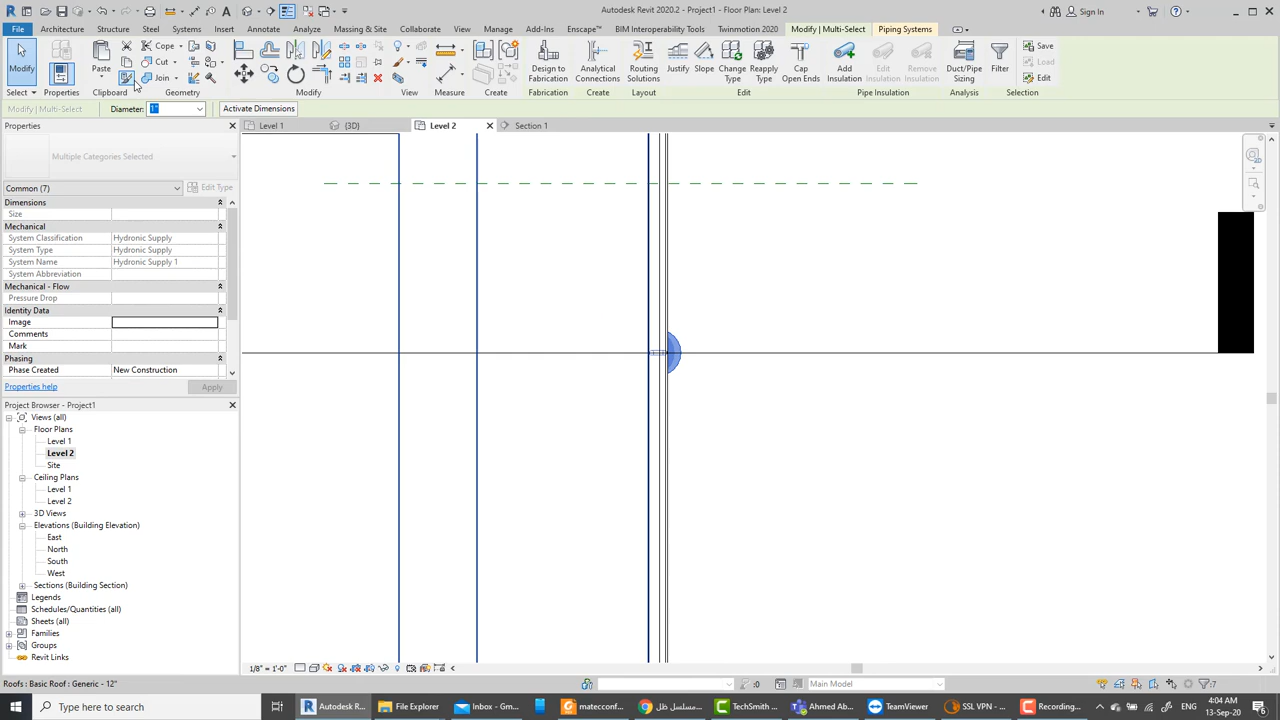 Autodesk Revit 2020.2 - Project1 - Floor Plan: Level 2
Sign In
File Architecture Structure Steel Systems Insert Annotate Analyze Massing & Site Collaborate View Manage Add-Ins Enscape™ BIM Interoperability Tools Twinmotion 2020 Modify | Multi-Select Piping Systems
Modify Paste Cope Cut Join
Design to Fabrication Analytical Connections Routing Solutions Justify Slope Change Type Reapply Type Cap Open Ends Add Insulation Edit Insulation Remove Insulation Duct/Pipe Sizing Filter Save Load Edit
Select Properties Clipboard Geometry Modify View Measure Create Fabrication Create Layout Edit Pipe Insulation Analysis Selection
Modify | Multi-Select Diameter: 1" Activate Dimensions
Properties
Level 1 {3D} Level 2 Section 1
Multiple Categories Selected
Common (7) Edit Type
Dimensions
Size
Mechanical
System Classification Hydronic Supply
System Type Hydronic Supply
System Name Hydronic Supply 1
System Abbreviation
Mechanical - Flow
Pressure Drop
Identity Data
Image
Comments
Mark
Phasing
Phase Created New Construction
Properties help Apply
Project Browser - Project1
Views (all)
Floor Plans
Level 1
Level 2
Site
Ceiling Plans
Level 1
Level 2
3D Views
Elevations (Building Elevation)
East
North
South
West
Sections (Building Section)
Legends
Schedules/Quantities (all)
Sheets (all)
Families
Groups
Revit Links
1/8" = 1'-0"
Roofs : Basic Roof : Generic - 12" :0 Main Model :7
Type here to search Autodesk R... File Explorer Inbox - Gm... matecconf... مسلسل ظل... TechSmith ... Ahmed Ab... TeamViewer SSL VPN - ... Recording... 4:04 AM
13-Sep-20